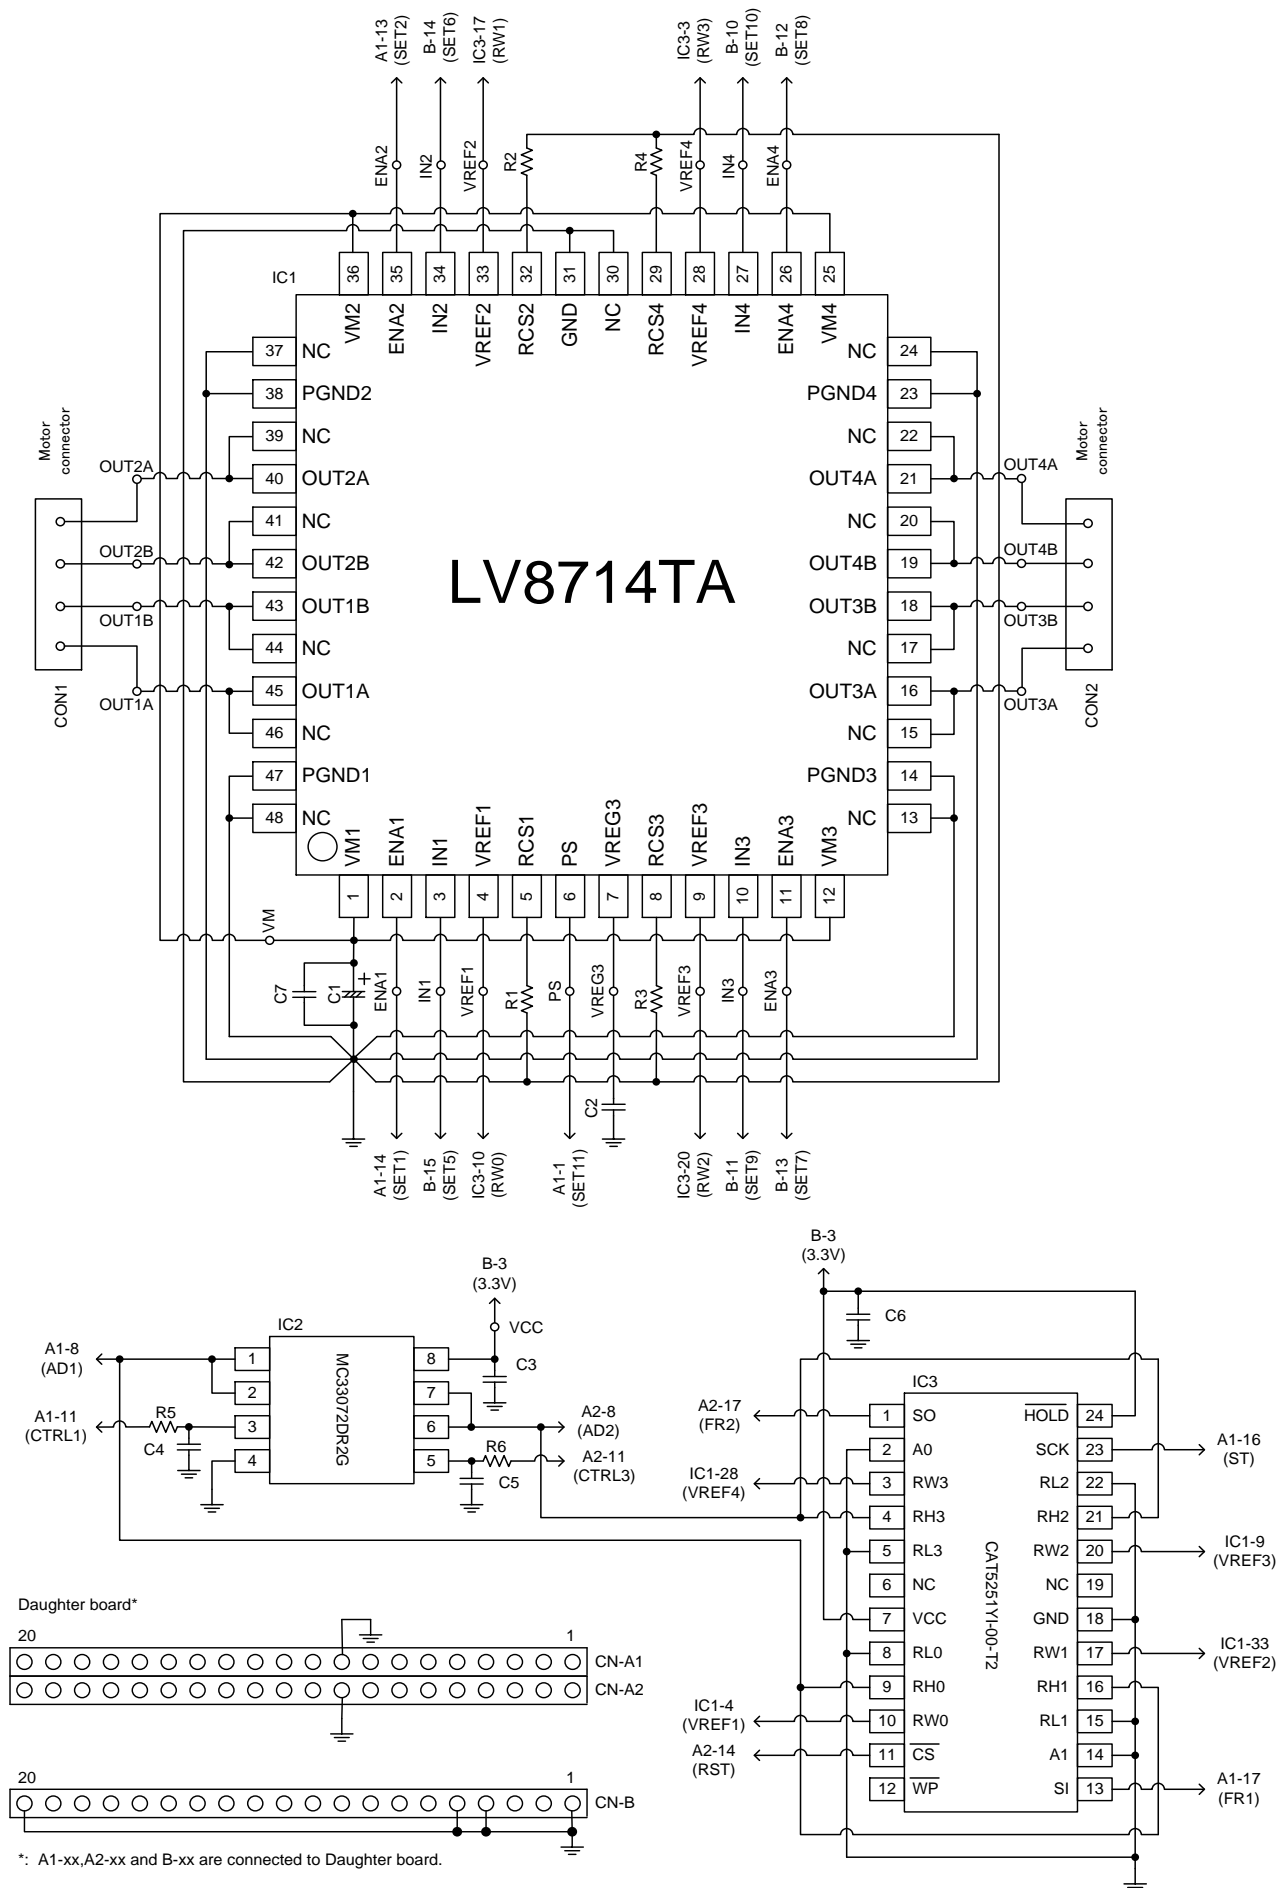 A1-13
(SET2)
B-14
(SET6)
IC3-17
(RW1)
IC3-3
(RW3)
B-10
(SET10)
B-12
(SET8)
ENA2
IN2
VREF2
R2
R4
VREF4
IN4
ENA4
IC1
36
35
34
33
32
31
30
29
28
27
26
25
VM2
ENA2
IN2
VREF2
RCS2
GND
NC
RCS4
VREF4
IN4
ENA4
VM4
37 NC
NC 24
38 PGND2
PGND4 23
39 NC
NC 22
Motor
connector
Motor
connector
OUT2A
40 OUT2A
OUT4A 21
OUT4A
41 NC
NC 20
OUT2B
42 OUT2B
LV8714TA
OUT4B 19
OUT4B
43 OUT1B
OUT3B 18
OUT1B
OUT3B
44 NC
NC 17
45 OUT1A
OUT3A 16
OUT1A
OUT3A
CON1
CON2
46 NC
NC 15
47 PGND1
PGND3 14
48 NC
NC 13
VM1
ENA1
IN1
VREF1
RCS1
PS
VREG3
RCS3
VREF3
IN3
ENA3
VM3
1
2
3
4
5
6
7
8
9
10
11
12
VM
C7
C1
+
ENA1
IN1
VREF1
R1
PS
VREG3
R3
VREF3
IN3
ENA3
C2
A1-14
(SET1)
B-15
(SET5)
IC3-10
(RW0)
A1-1
(SET11)
IC3-20
(RW2)
B-11
(SET9)
B-13
(SET7)
B-3
(3.3V)
VCC
IC2
MC33072DR2G
1
2
3
4
8
7
6
5
A1-8
(AD1)
A1-11
(CTRL1)
R5
C4
C3
A2-8
(AD2)
R6
A2-11
(CTRL3)
C5
B-3
(3.3V)
C6
IC3
CAT5251YI-00-T2
A2-17
(FR2)
1 SO
HOLD 24
2 A0
SCK 23
A1-16
(ST)
IC1-28
(VREF4)
3 RW3
RL2 22
4 RH3
RH2 21
5 RL3
RW2 20
IC1-9
(VREF3)
6 NC
NC 19
7 VCC
GND 18
8 RL0
RW1 17
IC1-33
(VREF2)
9 RH0
RH1 16
IC1-4
(VREF1)
10 RW0
RL1 15
A2-14
(RST)
11 CS
A1 14
12 WP
SI 13
A1-17
(FR1)
Daughter board*
20
1
CN-A1
CN-A2
20
1
CN-B
*: A1-xx,A2-xx and B-xx are connected to Daughter board.